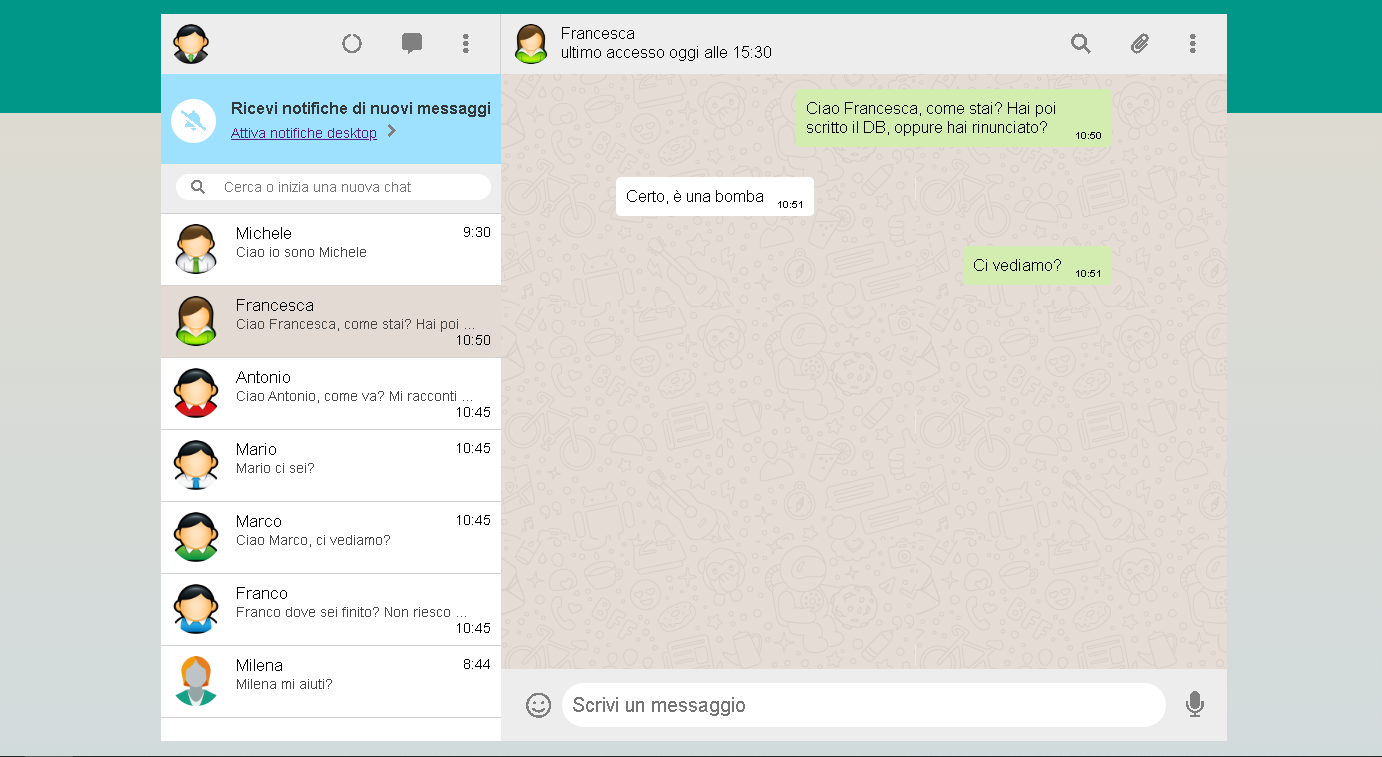 Francesca
ultimo accesso oggi alle 15:30
Ricevi notifiche di nuovi messaggi
Attiva notifiche desktop
Cerca o inizia una nuova chat
Michele 9:30
Ciao io sono Michele
Francesca
Ciao Francesca, come stai? Hai poi ...
10:50
Antonio
Ciao Antonio, come va? Mi racconti ...
10:45
Mario 10:45
Mario ci sei?
Marco 10:45
Ciao Marco, ci vediamo?
Franco
Franco dove sei finito? Non riesco ...
10:45
Milena 8:44
Milena mi aiuti?
Ciao Francesca, come stai? Hai poi
scritto il DB, oppure hai rinunciato? 10:50
Certo, è una bomba 10:51
Ci vediamo? 10:51
Scrivi un messaggio